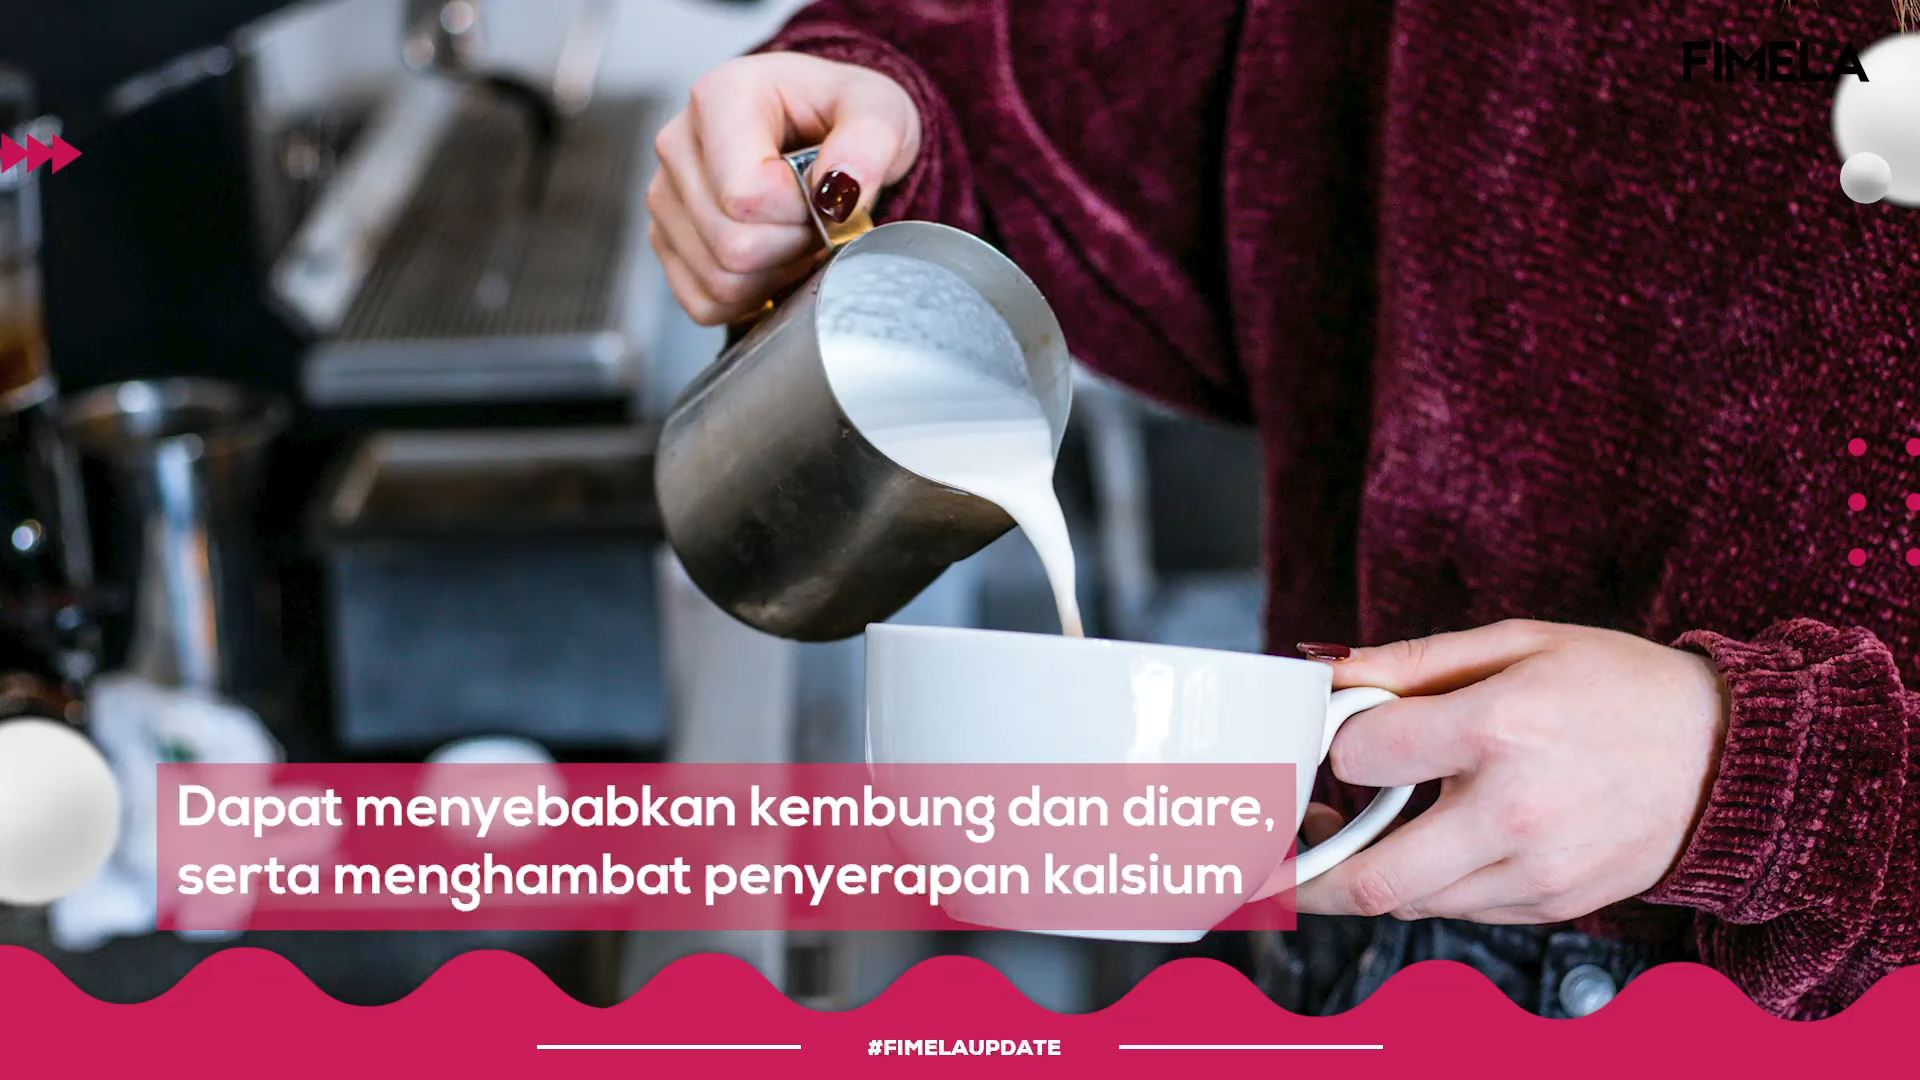 FIMELA
Dapat menyebabkan kembung dan diare,
serta menghambat penyerapan kalsium
#FIMELAUPDATE